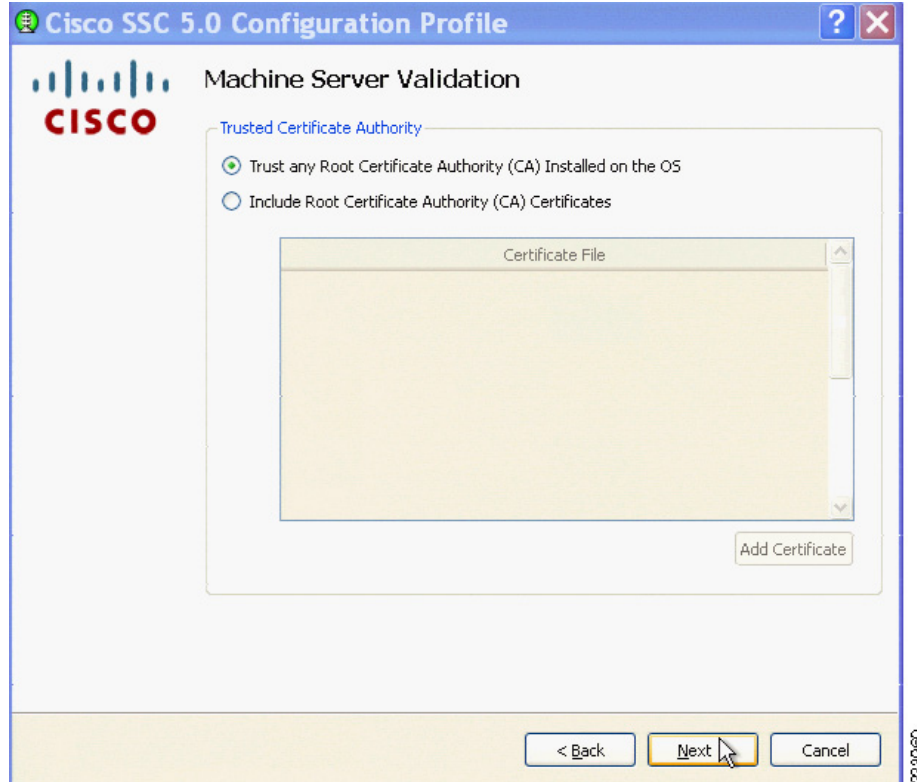 Cisco SSC 5.0 Configuration Profile
CISCO
Machine Server Validation
Trusted Certificate Authority
Trust any Root Certificate Authority (CA) Installed on the OS
Include Root Certificate Authority (CA) Certificates
Certificate File
Add Certificate
< Back
Next
Cancel